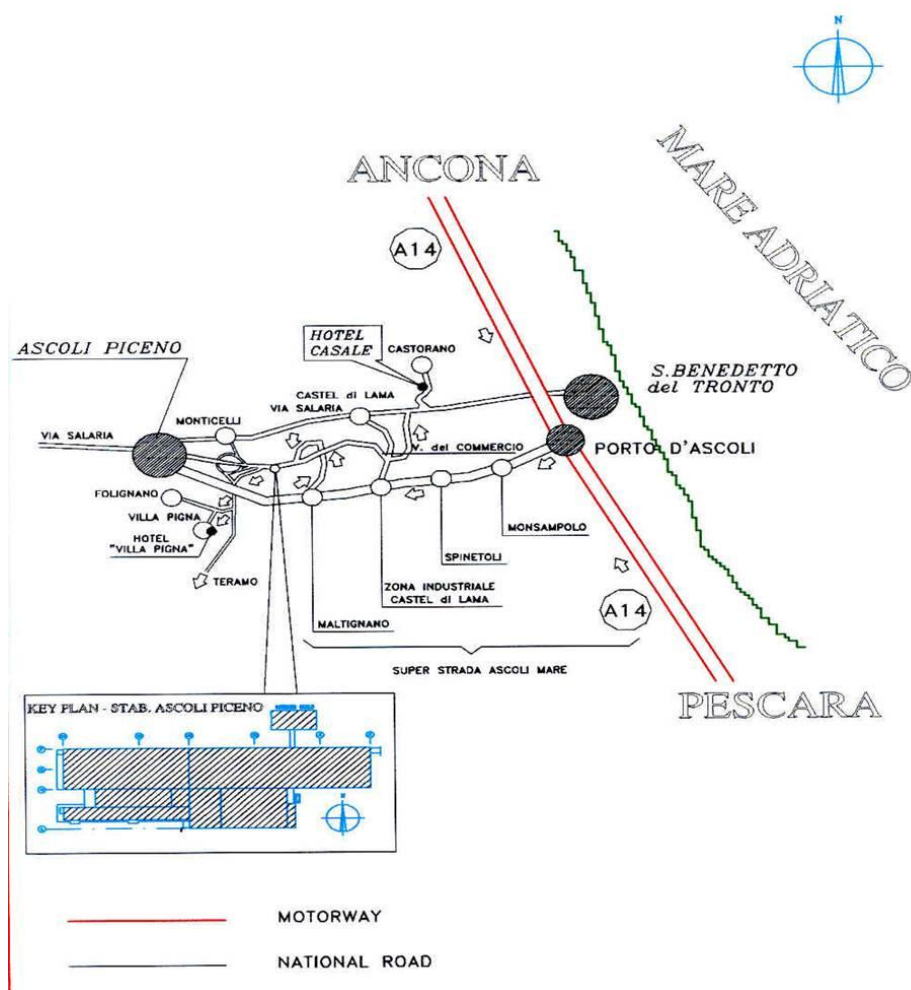 N
MARE ADRIATICO
ANCONA
A14
ASCOLI PICENO
HOTEL
CASALE
CASTORANO
S.BENEDETTO
del TRONTO
CASTEL di LAMA
VIA SALARIA
MONTICELLI
VIA SALARIA
V. del COMMERCIO
PORTO D'ASCOLI
FOLIGNANO
VILLA PIGNA
HOTEL
"VILLA PIGNA"
MONSAMPOLO
SPINETOLI
TERAMO
ZONA INDUSTRIALE
CASTEL di LAMA
MALTIGNANO
A14
SUPER STRADA ASCOLI MARE
PESCARA
KEY PLAN - STAB. ASCOLI PICENO
MOTORWAY
NATIONAL ROAD